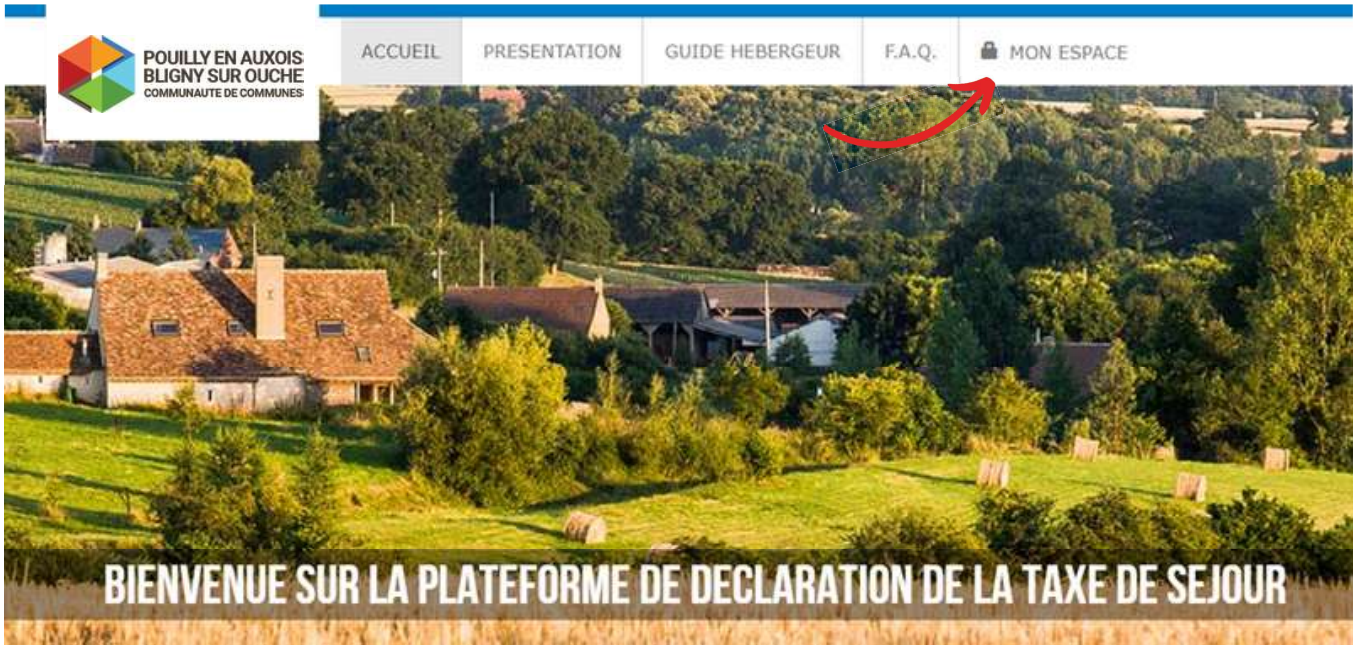 POUILLY EN AUXOIS
BLIGNY SUR OUCHE
COMMUNAUTE DE COMMUNES
ACCUEIL
PRESENTATION
GUIDE HEBERGEUR
F.A.Q.
MON ESPACE
BIENVENUE SUR LA PLATEFORME DE DECLARATION DE LA TAXE DE SEJOUR